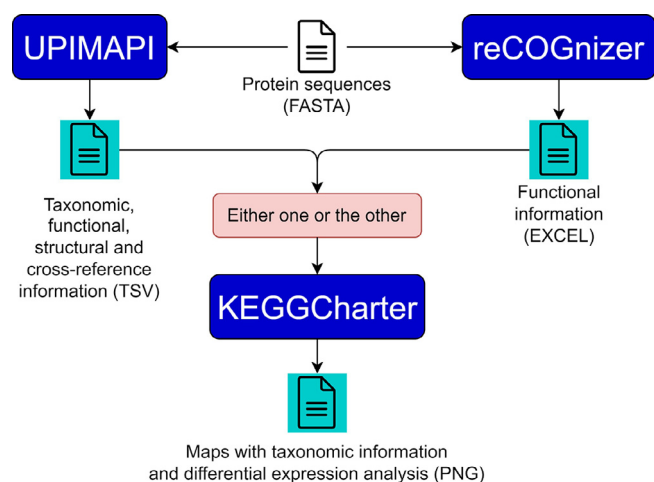 UPIMAPI
reCOGnizer
Protein sequences
(FASTA)
Taxonomic,
functional,
structural and
cross-reference
information (TSV)
Either one or the other
Functional
information
(EXCEL)
KEGGCharter
Maps with taxonomic information
and differential expression analysis (PNG)